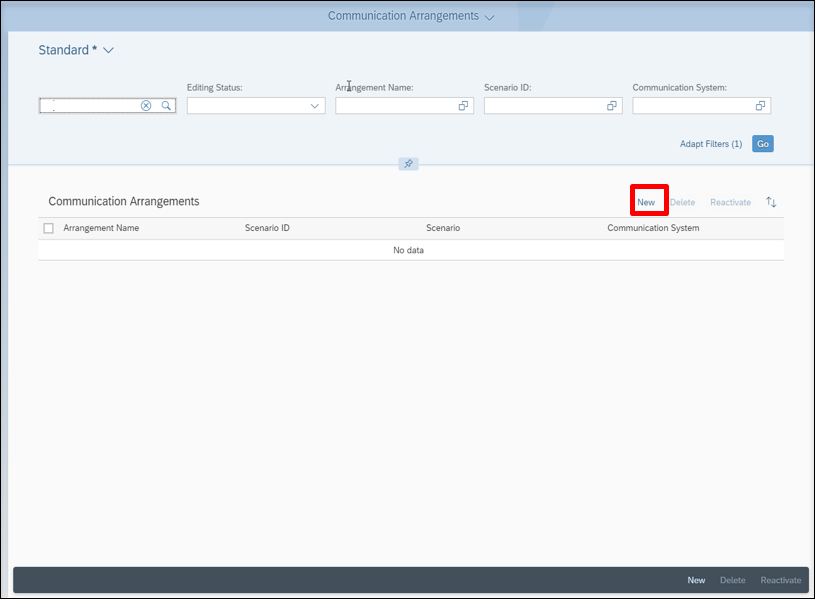 Communication Arrangements
Standard *
Editing Status:
Arrangement Name:
Scenario ID:
Communication System:
Adapt Filters (1)
Go
Communication Arrangements
New
Delete
Reactivate
Arrangement Name
Scenario ID
Scenario
Communication System
No data
New
Delete
Reactivate